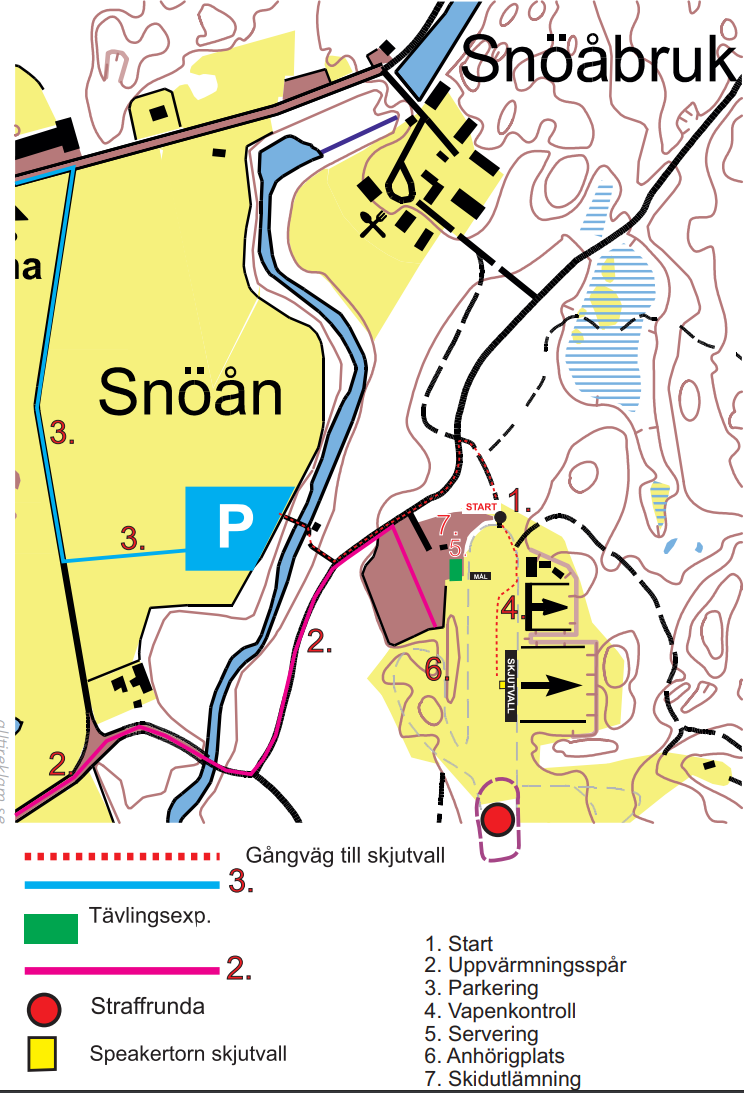 Snöåbruk
na
Snöån
3.
P
3.
START
1.
7.
5.
MÅL
4.
2.
6.
SKJUTVALL
2.
Gångväg till skjutvall
3.
Tävlingsexp.
2.
Straffrunda
Speakertorn skjutvall
1. Start
2. Uppvärmningsspår
3. Parkering
4. Vapenkontroll
5. Servering
6. Anhörigplats
7. Skidutlämning